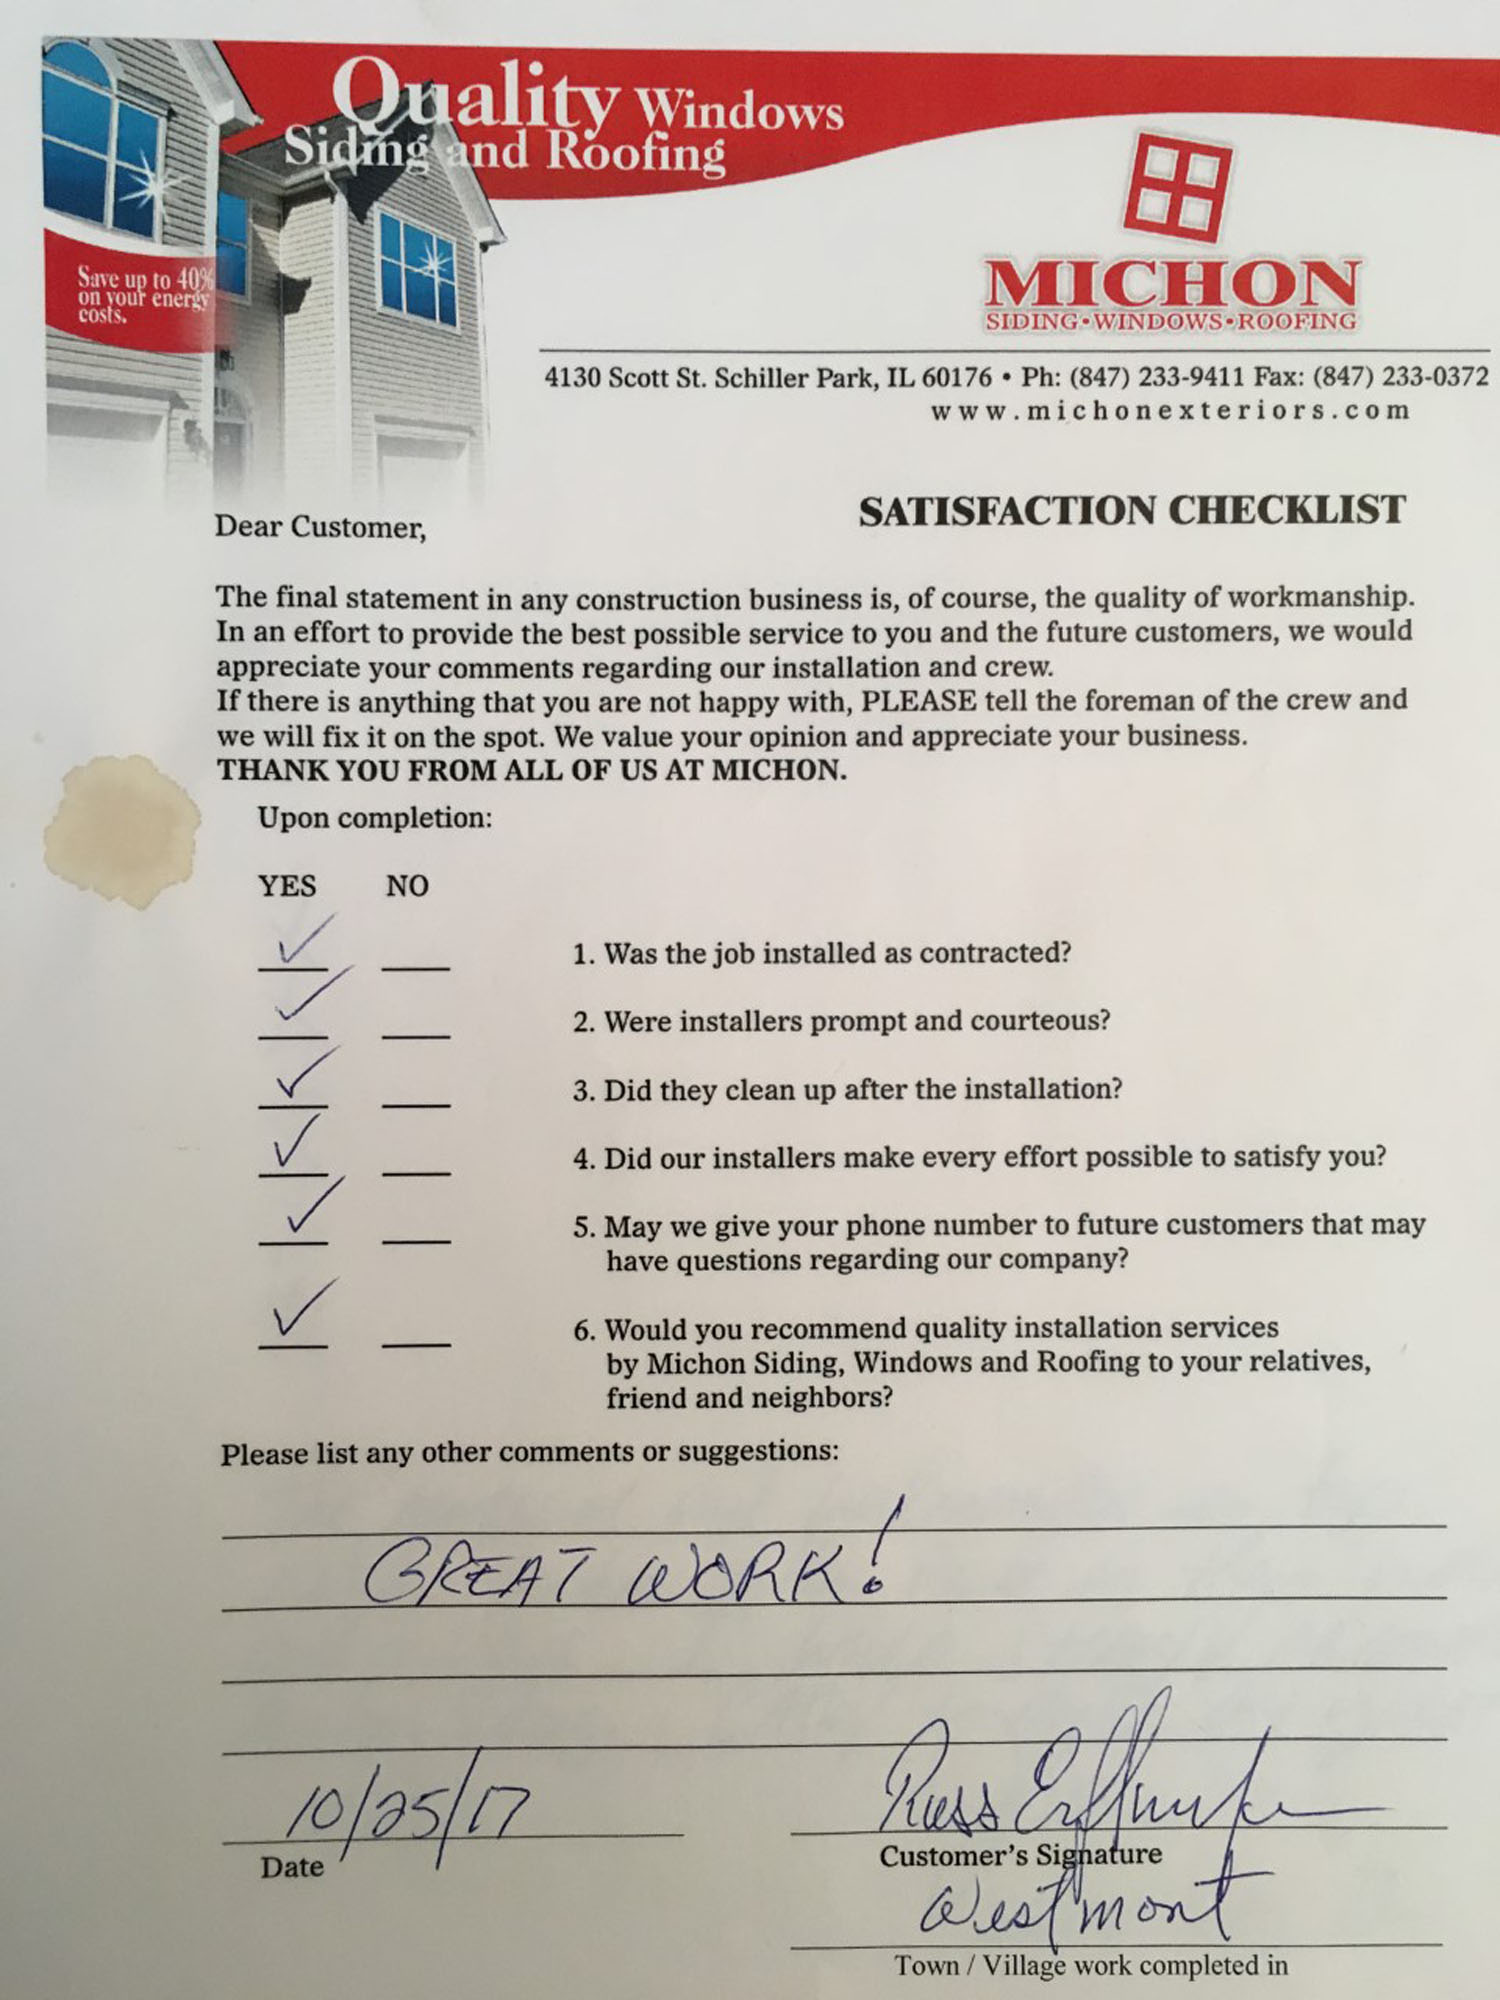 Quality Windows
Siding and Roofing
Save up to 40%
on your energy
costs.
MICHON
SIDING•WINDOWS•ROOFING
4130 Scott St. Schiller Park, IL 60176 • Ph: (847) 233-9411 Fax: (847) 233-0372
www.michonexteriors.com
SATISFACTION CHECKLIST
Dear Customer,
The final statement in any construction business is, of course, the quality of workmanship.
In an effort to provide the best possible service to you and the future customers, we would
appreciate your comments regarding our installation and crew.
If there is anything that you are not happy with, PLEASE tell the foreman of the crew and
we will fix it on the spot. We value your opinion and appreciate your business.
THANK YOU FROM ALL OF US AT MICHON.
Upon completion:
YES NO
1. Was the job installed as contracted?
2. Were installers prompt and courteous?
3. Did they clean up after the installation?
4. Did our installers make every effort possible to satisfy you?
5. May we give your phone number to future customers that may
have questions regarding our company?
6. Would you recommend quality installation services
by Michon Siding, Windows and Roofing to your relatives,
friend and neighbors?
Please list any other comments or suggestions:
GREAT WORK!
10/25/17
Russ
Date
Customer's Signature
Westmont
Town / Village work completed in